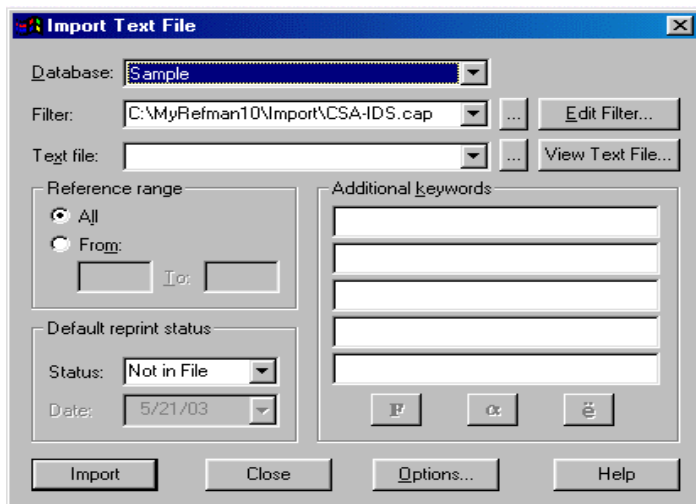 Import Text File
Database: Sample
Filter: C:\MyRefman10\Import\CSA-IDS.cap ... Edit Filter...
Text file: ... View Text File...
Reference range
All
From:
To:
Default reprint status
Status: Not in File
Date: 5/21/03
Additional keywords
F α ë
Import Close Options... Help